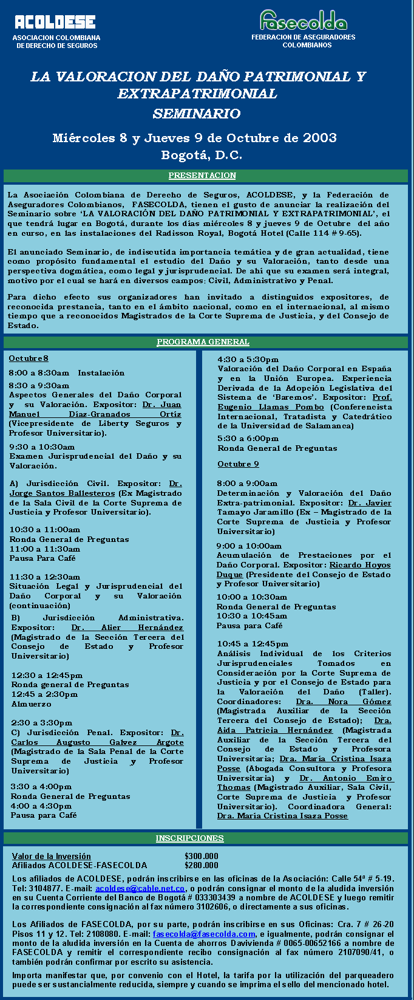 ACOLDESE
ASOCIACION COLOMBIANA
DE DERECHO DE SEGUROS
Fasecolda
FEDERACION DE ASEGURADORES
COLOMBIANOS
LA VALORACION DEL DAÑO PATRIMONIAL Y
EXTRAPATRIMONIAL
SEMINARIO
Miércoles 8 y Jueves 9 de Octubre de 2003
Bogotá, D.C.
PRESENTACION
La Asociación Colombiana de Derecho de Seguros, ACOLDESE, y la Federación de
Aseguradores Colombianos, FASECOLDA, tienen el gusto de anunciar la realización del
Seminario sobre ‘LA VALORACIÓN DEL DAÑO PATRIMONIAL Y EXTRAPATRIMONIAL’, el
que tendrá lugar en Bogotá, durante los días miércoles 8 y jueves 9 de Octubre del año
en curso, en las instalaciones del Radisson Royal, Bogotá Hotel (Calle 114 # 9-65).
El anunciado Seminario, de indiscutida importancia temática y de gran actualidad, tiene
como propósito fundamental el estudio del Daño y su Valoración, tanto desde una
perspectiva dogmática, como legal y jurisprudencial. De ahí que su examen será integral,
motivo por el cual se hará en diversos campos: Civil, Administrativo y Penal.
Para dicho efecto sus organizadores han invitado a distinguidos expositores, de
reconocida prestancia, tanto en el ámbito nacional, como en el internacional, al mismo
tiempo que a reconocidos Magistrados de la Corte Suprema de Justicia, y del Consejo de
Estado.
PROGRAMA GENERAL
Octubre8
8:00 a 8:30am Instalación
8:30 a 9:30am
Aspectos Generales del Daño Corporal
y su Valoración. Expositor: Dr. Juan
Manuel Díaz-Granados Ortíz
(Vicepresidente de Liberty Seguros y
Profesor Universitario).
9:30 a 10:30am
Examen Jurisprudencial del Daño y su
Valoración.
A) Jurisdicción Civil. Expositor: Dr.
Jorge Santos Ballesteros (Ex Magistrado
de la Sala Civil de la Corte Suprema de
Justicia y Profesor Universitario).
10:30 a 11:00am
Ronda General de Preguntas
11:00 a 11:30am
Pausa Para Café
11:30 a 12:30am
Situación Legal y Jurisprudencial del
Daño Corporal y su Valoración
(continuación)
B) Jurisdicción Administrativa.
Expositor: Dr. Alier Hernández
(Magistrado de la Sección Tercera del
Consejo de Estado y Profesor
Universitario)
12:30 a 12:45pm
Ronda general de Preguntas
12:45 a 2:30pm
Almuerzo
2:30 a 3:30pm
C) Jurisdicción Penal. Expositor: Dr.
Carlos Augusto Galvez Argote
(Magistrado de la Sala Penal de la Corte
Suprema de Justicia y Profesor
Universitario)
3:30 a 4:00pm
Ronda General de Preguntas
4:00 a 4:30pm
Pausa para Café
4:30 a 5:30pm
Valoración del Daño Corporal en España
y en la Unión Europea. Experiencia
Derivada de la Adopción Legislativa del
Sistema de ‘Baremos’. Expositor: Prof.
Eugenio Llamas Pombo (Conferencista
Internacional, Tratadista y Catedrático
de la Universidad de Salamanca)
5:30 a 6:00pm
Ronda General de Preguntas
Octubre 9
8:00 a 9:00am
Determinación y Valoración del Daño
Extra-patrimonial. Expositor: Dr. Javier
Tamayo Jaramillo (Ex – Magistrado de la
Corte Suprema de Justicia y Profesor
Universitario)
9:00 a 10:00am
Acumulación de Prestaciones por el
Daño Corporal. Expositor: Ricardo Hoyos
Duque (Presidente del Consejo de Estado
y Profesor Universitario)
10:00 a 10:30am
Ronda General de Preguntas
10:30 a 10:45am
Pausa para Café
10:45 a 12:45pm
Análisis Individual de los Criterios
Jurisprudenciales Tomados en
Consideración por la Corte Suprema de
Justicia y por el Consejo de Estado para
la Valoración del Daño (Taller).
Coordinadores: Dra. Nora Gómez
(Magistrada Auxiliar de la Sección
Tercera del Consejo de Estado); Dra.
Aida Patricia Hernández (Magistrada
Auxiliar de la Sección Tercera del
Consejo de Estado y Profesora
Universitaria; Dra. María Cristina Isaza
Posse (Abogada Consultora y Profesora
Universitaria) y Dr. Antonio Emiro
Thomas (Magistrado Auxiliar, Sala Civil,
Corte Suprema de Justicia y Profesor
Universitario). Coordinadora General:
Dra. María Cristina Isaza Posse
INSCRIPCIONES
Valor de la Inversión $300.000
Afiliados ACOLDESE-FASECOLDA $280.000
Los afiliados de ACOLDESE, podrán inscribirse en las oficinas de la Asociación: Calle 54ª # 5-19.
Tel: 3104877. E-mail: acoldese@cable.net.co, o podrán consignar el monto de la aludida inversión
en su Cuenta Corriente del Banco de Bogotá # 033303439 a nombre de ACOLDESE y luego remitir
la correspondiente consignación al fax número 3102606, o directamente a sus oficinas.
Los Afiliados de FASECOLDA, por su parte, podrán inscribirse en sus Oficinas: Cra. 7 # 26-20
Pisos 11 y 12. Tel: 2108080. E-mail: fasecolda@fasecolda.com, e igualmente, podrán consignar el
monto de la aludida inversión en la Cuenta de ahorros Davivienda # 0065-00652166 a nombre de
FASECOLDA y remitir el correspondiente recibo consignación al fax número 2107090/41, o
también podrán confirmar por escrito su asistencia.
Importa manifestar que, por convenio con el Hotel, la tarifa por la utilización del parqueadero
puede ser sustancialmente reducida, siempre y cuando se imprima el sello del mencionado hotel.